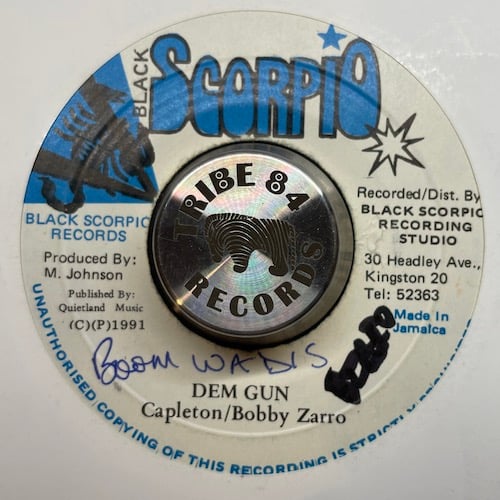 BLACK
SCORPIO
TRIBE 84
RECORDS
BLACK SCORPIO
RECORDS
Produced By:
M. Johnson
Published By:
Quietland Music
(C)(P)1991
Recorded/Dist. By
BLACK SCORPIO
RECORDING
STUDIO
30 Headley Ave.,
Kingston 20
Tel: 52363
Made In
Jamaica
BOOM WADIS
DEM GUN
Capleton/Bobby Zarro
UNAUTHORISED COPYING OF THIS RECORDING IS STRICTLY